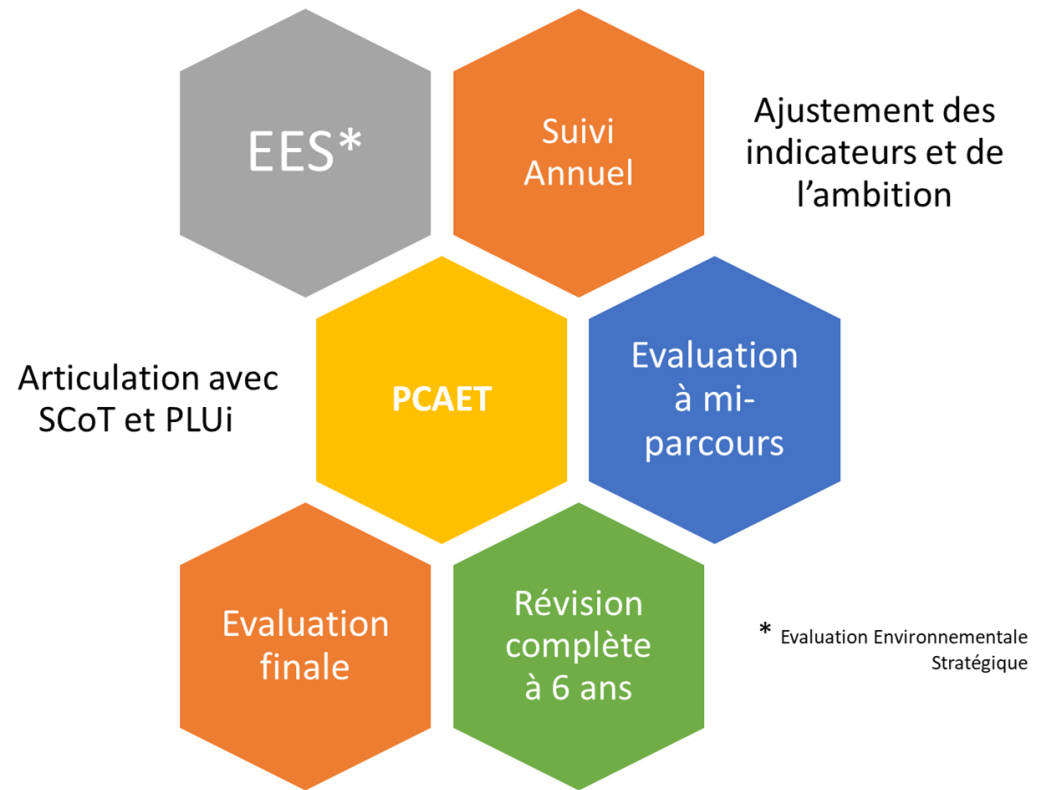 EES*
Suivi
Annuel
Ajustement des
indicateurs et de
l’ambition
Articulation avec
SCoT et PLUi
PCAET
Evaluation
à mi-
parcours
Evaluation
finale
Révision
complète
à 6 ans
* Evaluation Environnementale
Stratégique